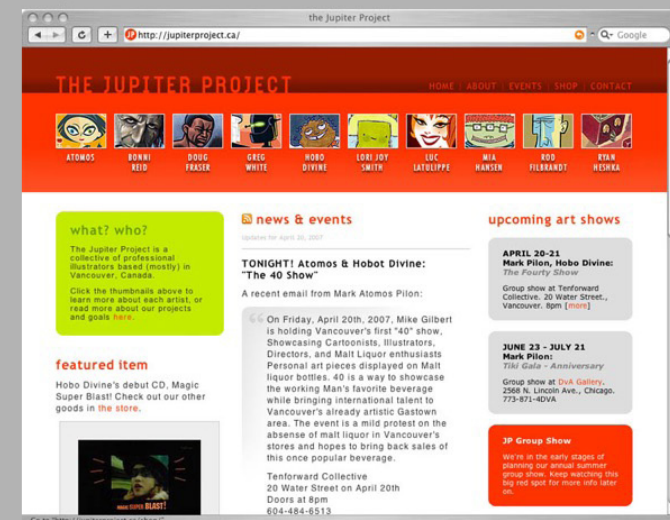 the Jupiter Project
http://jupiterproject.ca/
Google
THE JUPITER PROJECT
HOME | ABOUT | EVENTS | SHOP | CONTACT
ATOMOS
BONNI
REID
DOUG
FRASER
GREG
WHITE
HOBO
DIVINE
LORI JOY
SMITH
LUC
LATULIPPE
MIA
HANSEN
ROD
FILBRANDT
RYAN
HESHKA
what? who?
The Jupiter Project is a
collective of professional
illustrators based (mostly) in
Vancouver, Canada.
Click the thumbnails above to
learn more about each artist, or
read more about our projects
and goals here.
featured item
Hobo Divine's debut CD, Magic
Super Blast! Check out our other
goods in the store.
MAGIC SUPER BLAST!
news & events
updates for April 20, 2007
TONIGHT! Atomos & Hobot Divine:
"The 40 Show"
A recent email from Mark Atomos Pilon:
On Friday, April 20th, 2007, Mike Gilbert
is holding Vancouver's first "40" show,
Showcasing Cartoonists, Illustrators,
Directors, and Malt Liquor enthusiasts
Personal art pieces displayed on Malt
liquor bottles. 40 is a way to showcase
the working Man's favorite beverage
while bringing international talent to
Vancouver's already artistic Gastown
area. The event is a mild protest on the
absense of malt liquor in Vancouver's
stores and hopes to bring back sales of
this once popular beverage.
Tenforward Collective
20 Water Street on April 20th
Doors at 8pm
604-484-6513
upcoming art shows
APRIL 20-21
Mark Pilon, Hobo Divine:
The Fourty Show
Group show at Tenforward
Collective. 20 Water Street.,
Vancouver. 8pm [more]
JUNE 23 - JULY 21
Mark Pilon:
Tiki Gala - Anniversary
Group show at DvA Gallery.
2568 N. Lincoln Ave., Chicago.
773-871-4DVA
JP Group Show
We're in the early stages of
planning our annual summer
group show. Keep watching this
big red spot for more info later
on.